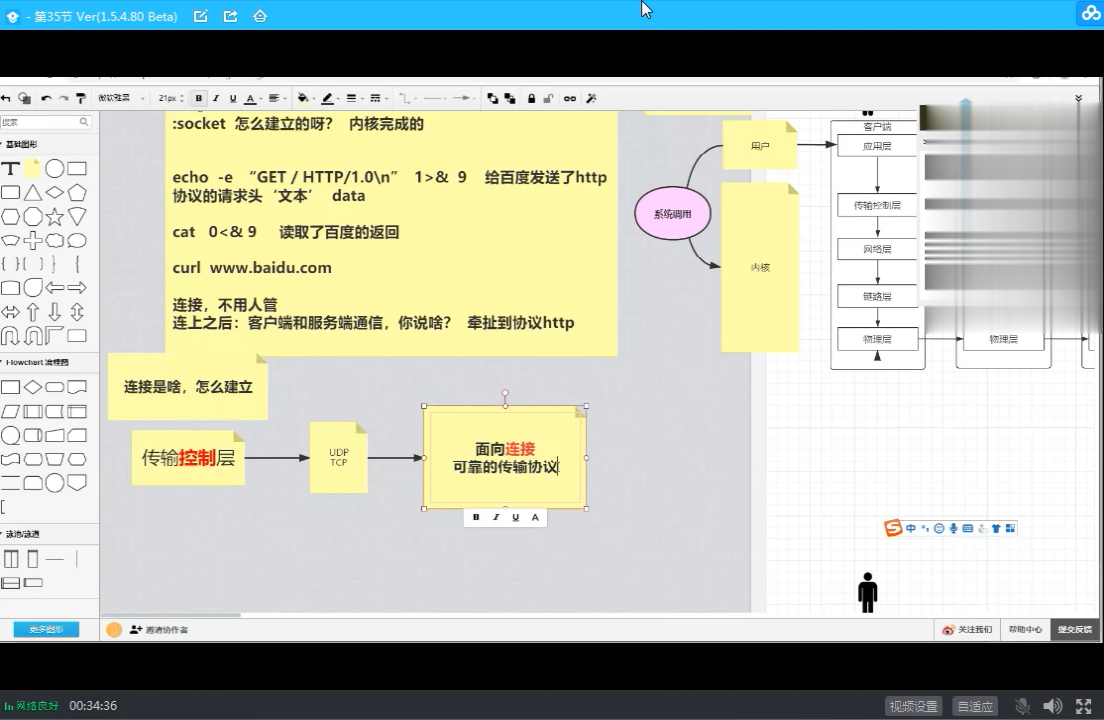 - 第35节 Ver(1.5.4.80 Beta)
微软雅黑
21px
B I U A
搜索
基础图形
T
Flowchart 流程图
泳池/泳道
更多图形
:socket 怎么建立的呀? 内核完成的
echo -e “GET / HTTP/1.0\n” 1>& 9 给百度发送了http
协议的请求头‘文本’ data
cat 0<& 9 读取了百度的返回
curl www.baidu.com
连接，不用人管
连上之后：客户端和服务端通信，你说啥？ 牵扯到协议http
连接是啥，怎么建立
传输控制层
UDP
TCP
面向连接
可靠的传输协议
B I U A
系统调用
用户
内核
客户端
应用层
传输控制层
网络层
链路层
物理层
物理层
中
邀请协作者
关注我们
帮助中心
提交反馈
网络良好 00:34:36
视频设置
自适应